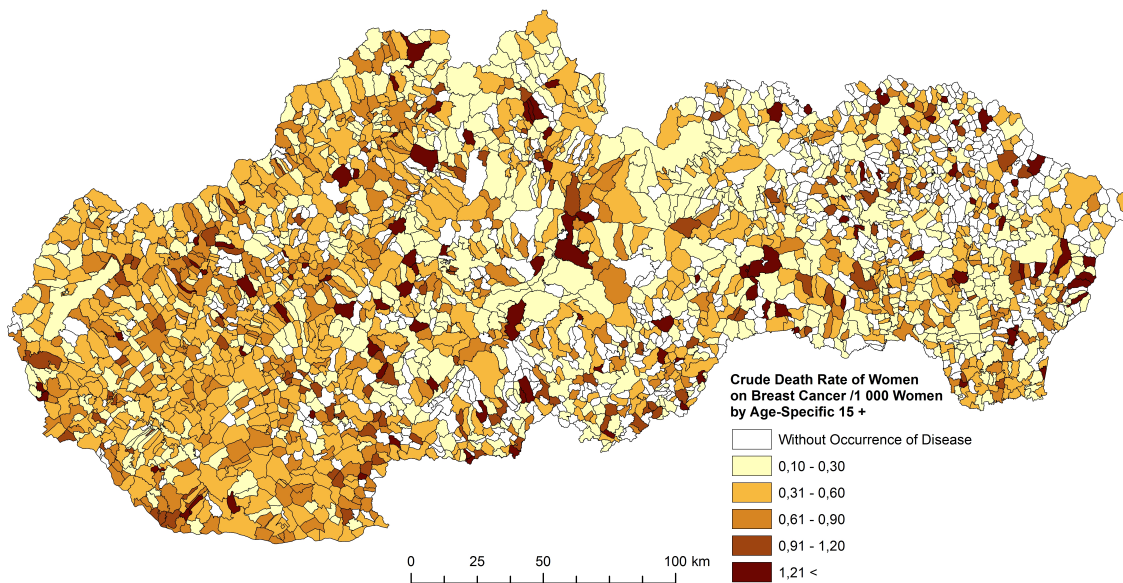 Crude Death Rate of Women
on Breast Cancer /1 000 Women
by Age-Specific 15 +
Without Occurrence of Disease
0,10 - 0,30
0,31 - 0,60
0,61 - 0,90
0,91 - 1,20
1,21 <
0 25 50 100 km